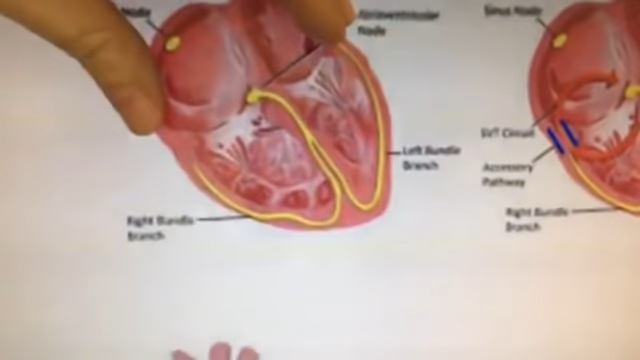 Node
Atrioventricular
Node
Left Bundle
Branch
Right Bundle
Branch
Sinus Node
SVT Circuit
Accessory
Pathway
Right Bundle
Branch